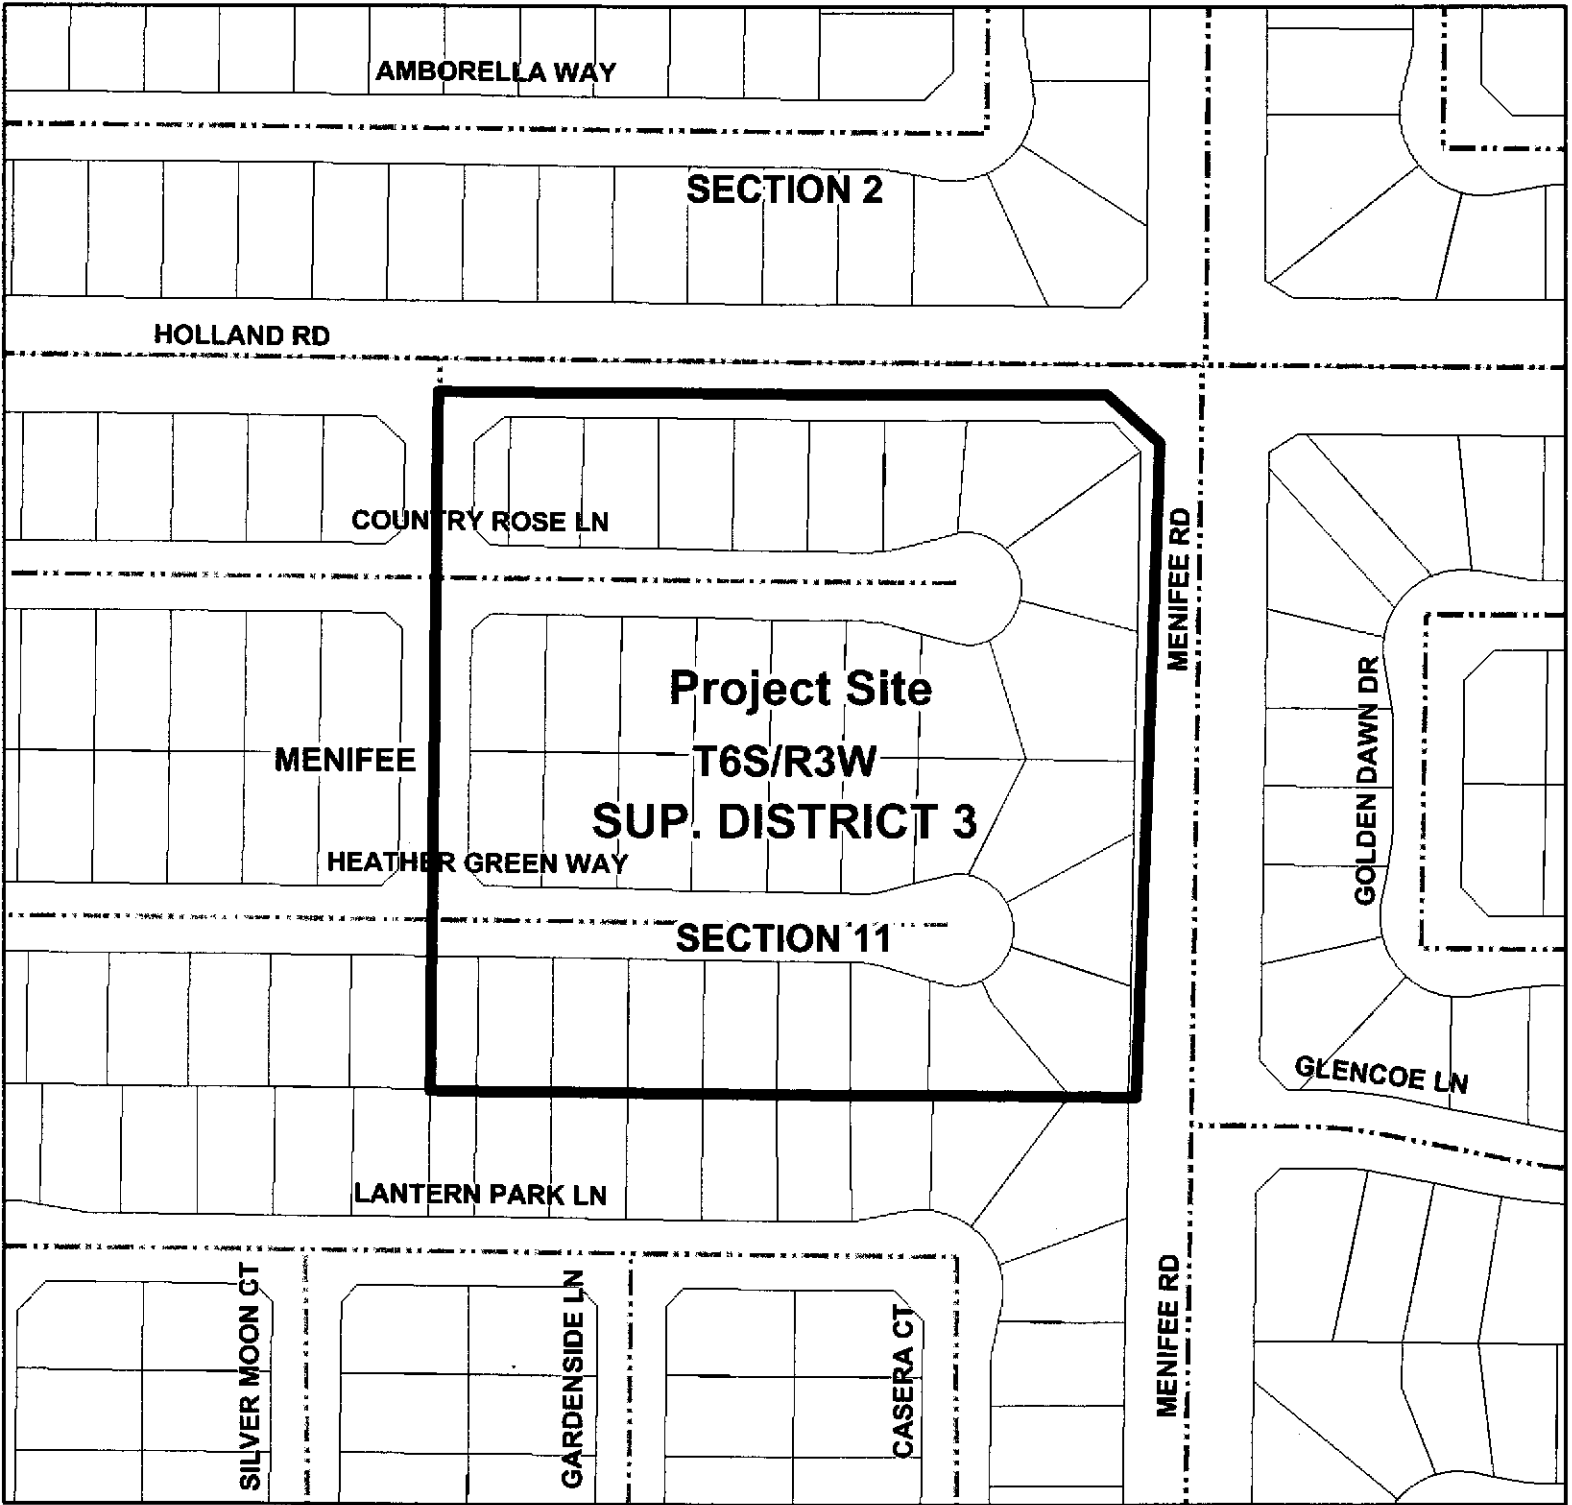 AMBORELLA WAY
SECTION 2
HOLLAND RD
COUNTRY ROSE LN
MENIFEE RD
Project Site
GOLDEN DAWN DR
MENIFEE
T6S/R3W
SUP. DISTRICT 3
HEATHER GREEN WAY
SECTION 11
GLENCOE LN
LANTERN PARK LN
SILVER MOON CT
GARDENSIDE LN
CASERA CT
MENIFEE RD